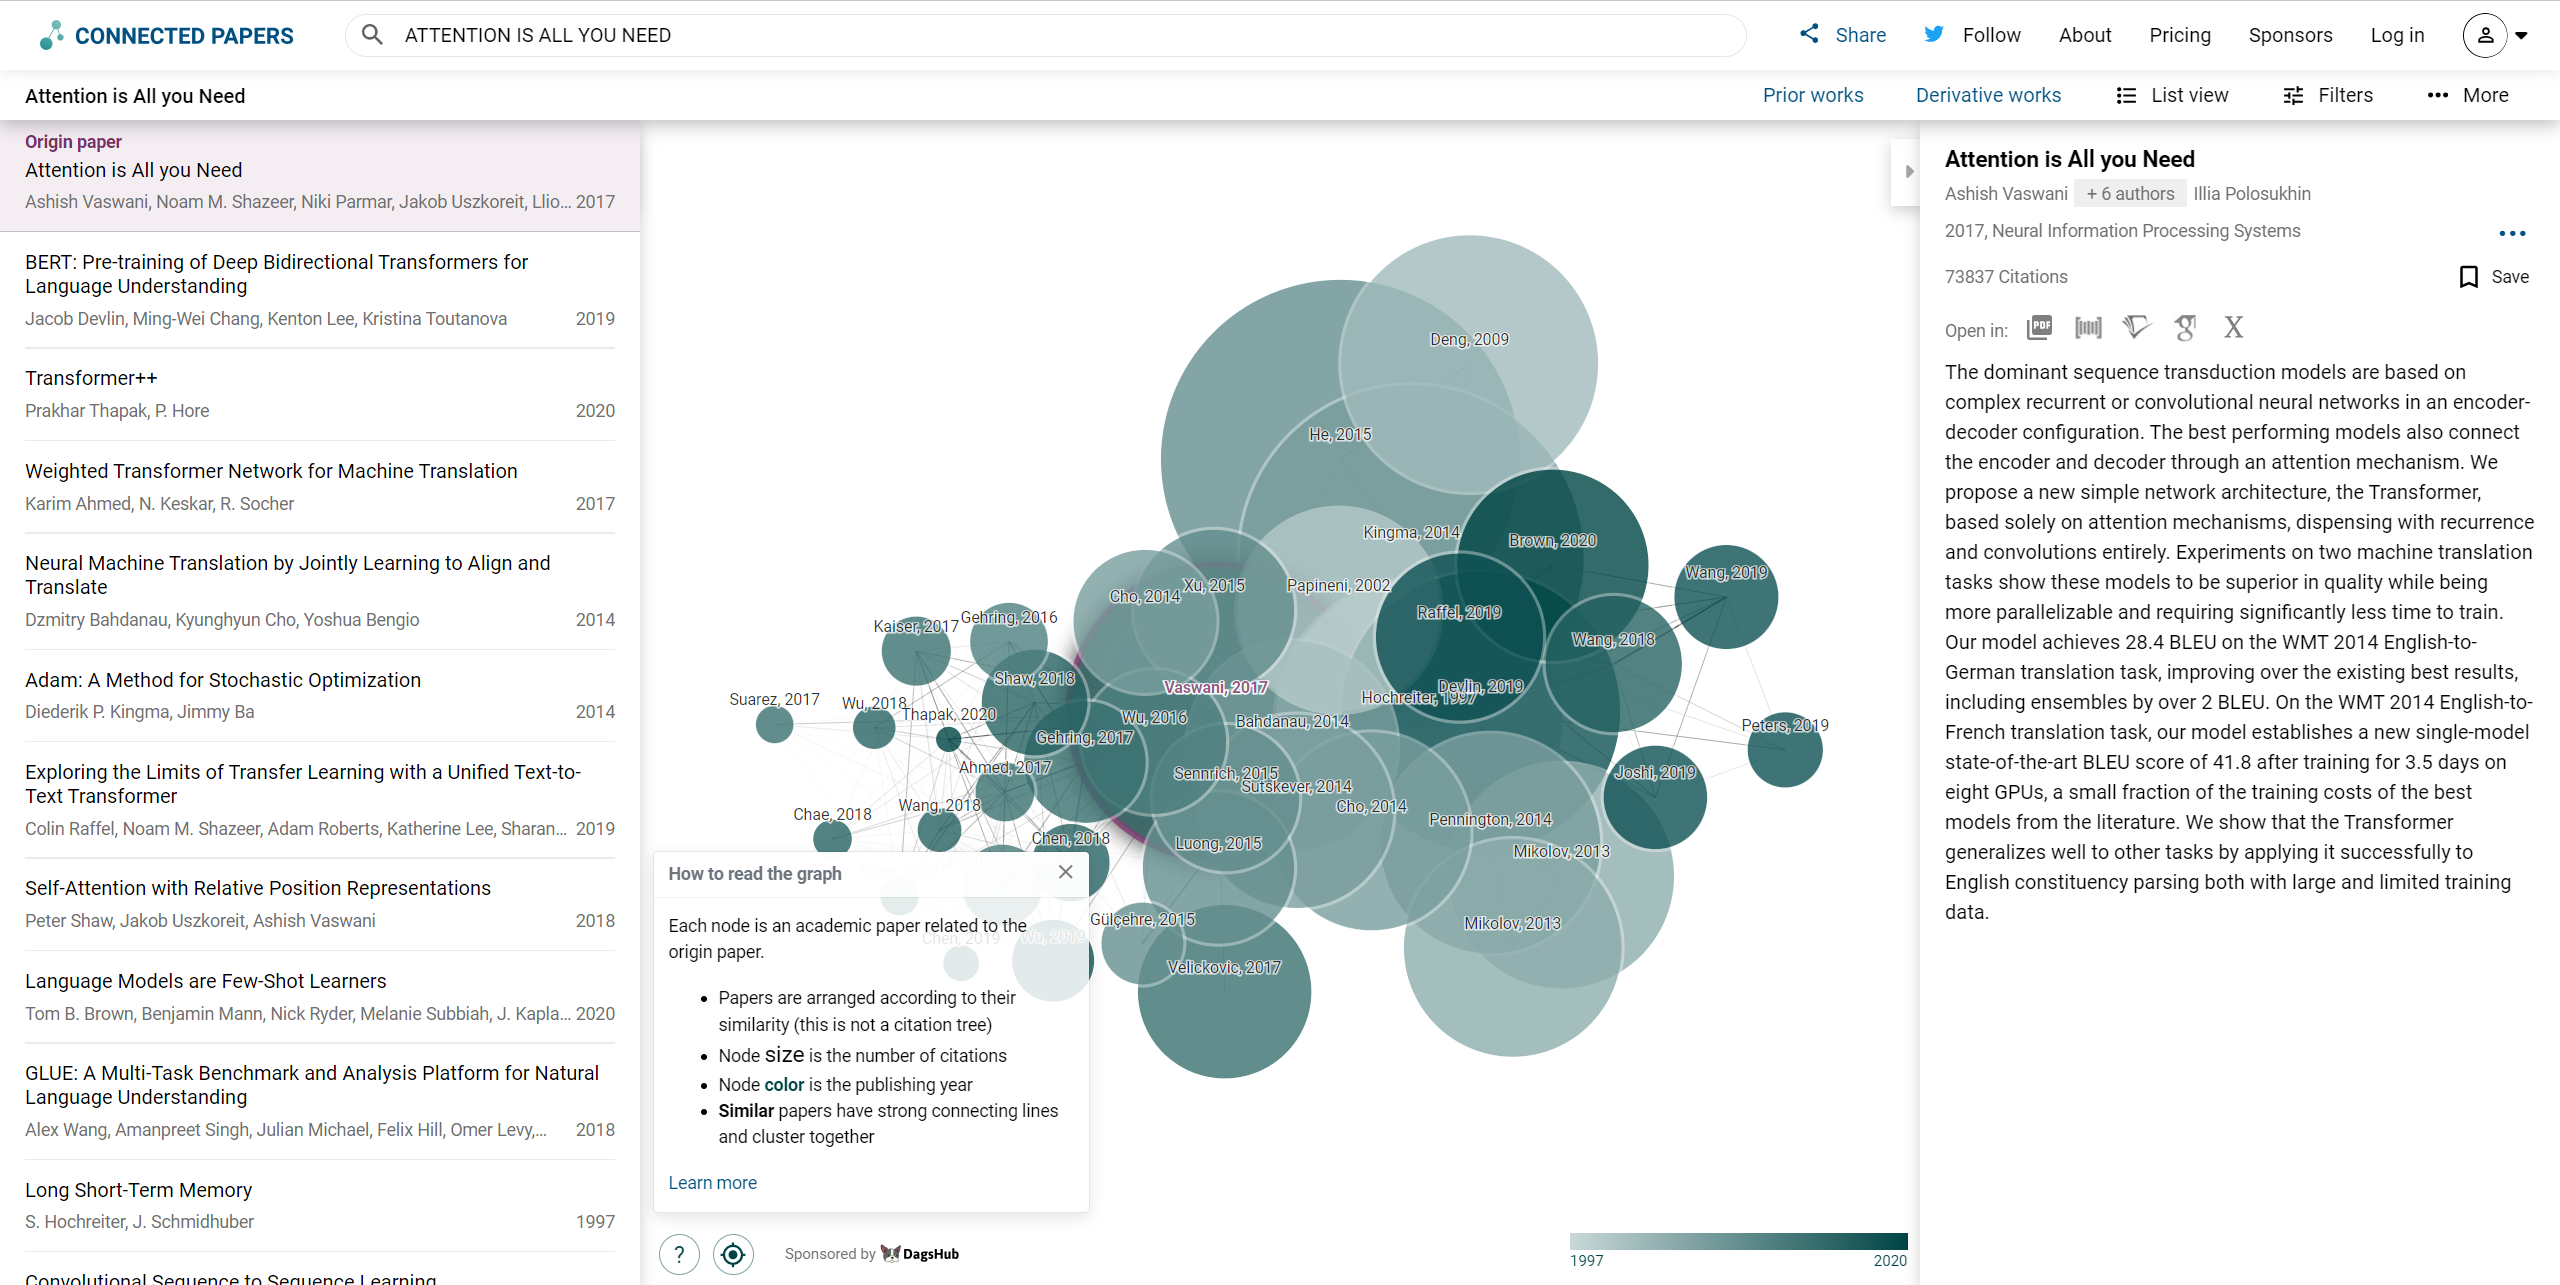 CONNECTED PAPERS
ATTENTION IS ALL YOU NEED
Share
Follow
About
Pricing
Sponsors
Log in
Attention is All you Need
Prior works
Derivative works
List view
Filters
More
Origin paper
Attention is All you Need
Ashish Vaswani, Noam M. Shazeer, Niki Parmar, Jakob Uszkoreit, Llio... 2017
BERT: Pre-training of Deep Bidirectional Transformers for
Language Understanding
Jacob Devlin, Ming-Wei Chang, Kenton Lee, Kristina Toutanova 2019
Transformer++
Prakhar Thapak, P. Hore 2020
Weighted Transformer Network for Machine Translation
Karim Ahmed, N. Keskar, R. Socher 2017
Neural Machine Translation by Jointly Learning to Align and
Translate
Dzmitry Bahdanau, Kyunghyun Cho, Yoshua Bengio 2014
Adam: A Method for Stochastic Optimization
Diederik P. Kingma, Jimmy Ba 2014
Exploring the Limits of Transfer Learning with a Unified Text-to-
Text Transformer
Colin Raffel, Noam M. Shazeer, Adam Roberts, Katherine Lee, Sharan... 2019
Self-Attention with Relative Position Representations
Peter Shaw, Jakob Uszkoreit, Ashish Vaswani 2018
Language Models are Few-Shot Learners
Tom B. Brown, Benjamin Mann, Nick Ryder, Melanie Subbiah, J. Kapla... 2020
GLUE: A Multi-Task Benchmark and Analysis Platform for Natural
Language Understanding
Alex Wang, Amanpreet Singh, Julian Michael, Felix Hill, Omer Levy,... 2018
Long Short-Term Memory
S. Hochreiter, J. Schmidhuber 1997
Convolutional Sequence to Sequence Learning
Deng, 2009
He, 2015
Kingma, 2014
Brown, 2020
Wang, 2019
Xu, 2015
Papineni, 2002
Cho, 2014
Raffel, 2019
Gehring, 2016
Kaiser, 2017
Wang, 2018
Shaw, 2018
Vaswani, 2017
Devlin, 2019
Hochreiter, 1997
Suarez, 2017
Wu, 2018
Thapak, 2020
Wu, 2016
Bahdanau, 2014
Peters, 2019
Gehring, 2017
Ahmed, 2017
Sennrich, 2015
Joshi, 2019
Sutskever, 2014
Cho, 2014
Wang, 2018
Chae, 2018
Pennington, 2014
Chen, 2018
Luong, 2015
Mikolov, 2013
Gülçehre, 2015
Mikolov, 2013
Chen, 2019
Wu, 2019
Velickovic, 2017
How to read the graph
Each node is an academic paper related to the
origin paper.
• Papers are arranged according to their
similarity (this is not a citation tree)
• Node size is the number of citations
• Node color is the publishing year
• Similar papers have strong connecting lines
and cluster together
Learn more
?
Sponsored by DagsHub
1997
2020
Attention is All you Need
Ashish Vaswani + 6 authors Illia Polosukhin
2017, Neural Information Processing Systems
73837 Citations
Save
Open in:
PDF
X
The dominant sequence transduction models are based on
complex recurrent or convolutional neural networks in an encoder-
decoder configuration. The best performing models also connect
the encoder and decoder through an attention mechanism. We
propose a new simple network architecture, the Transformer,
based solely on attention mechanisms, dispensing with recurrence
and convolutions entirely. Experiments on two machine translation
tasks show these models to be superior in quality while being
more parallelizable and requiring significantly less time to train.
Our model achieves 28.4 BLEU on the WMT 2014 English-to-
German translation task, improving over the existing best results,
including ensembles by over 2 BLEU. On the WMT 2014 English-to-
French translation task, our model establishes a new single-model
state-of-the-art BLEU score of 41.8 after training for 3.5 days on
eight GPUs, a small fraction of the training costs of the best
models from the literature. We show that the Transformer
generalizes well to other tasks by applying it successfully to
English constituency parsing both with large and limited training
data.